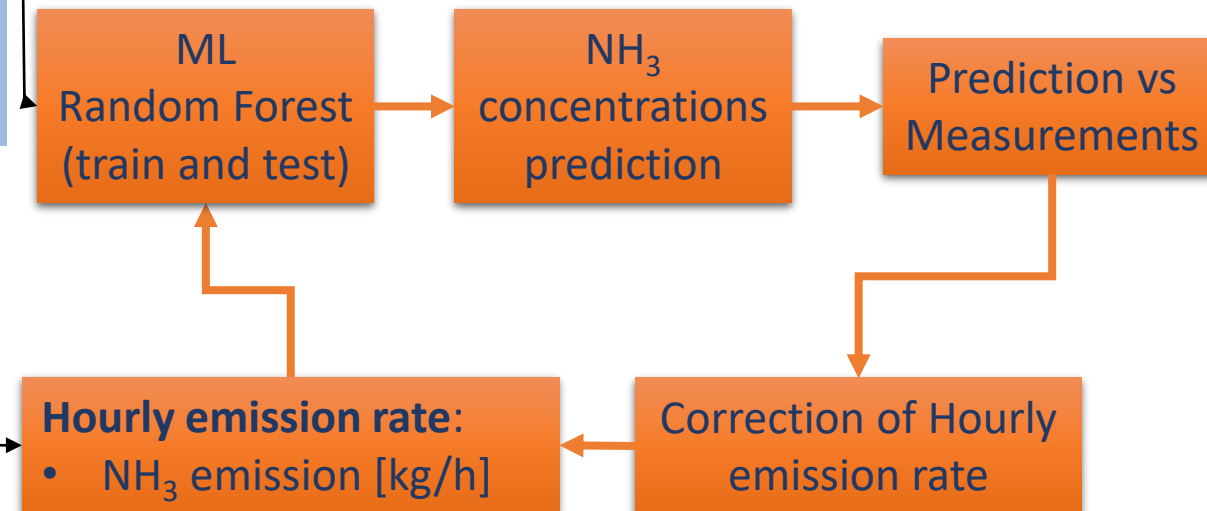 ML
Random Forest
(train and test)
NH₃
concentrations
prediction
Prediction vs
Measurements
Hourly emission rate:
• NH₃ emission [kg/h]
Correction of Hourly
emission rate